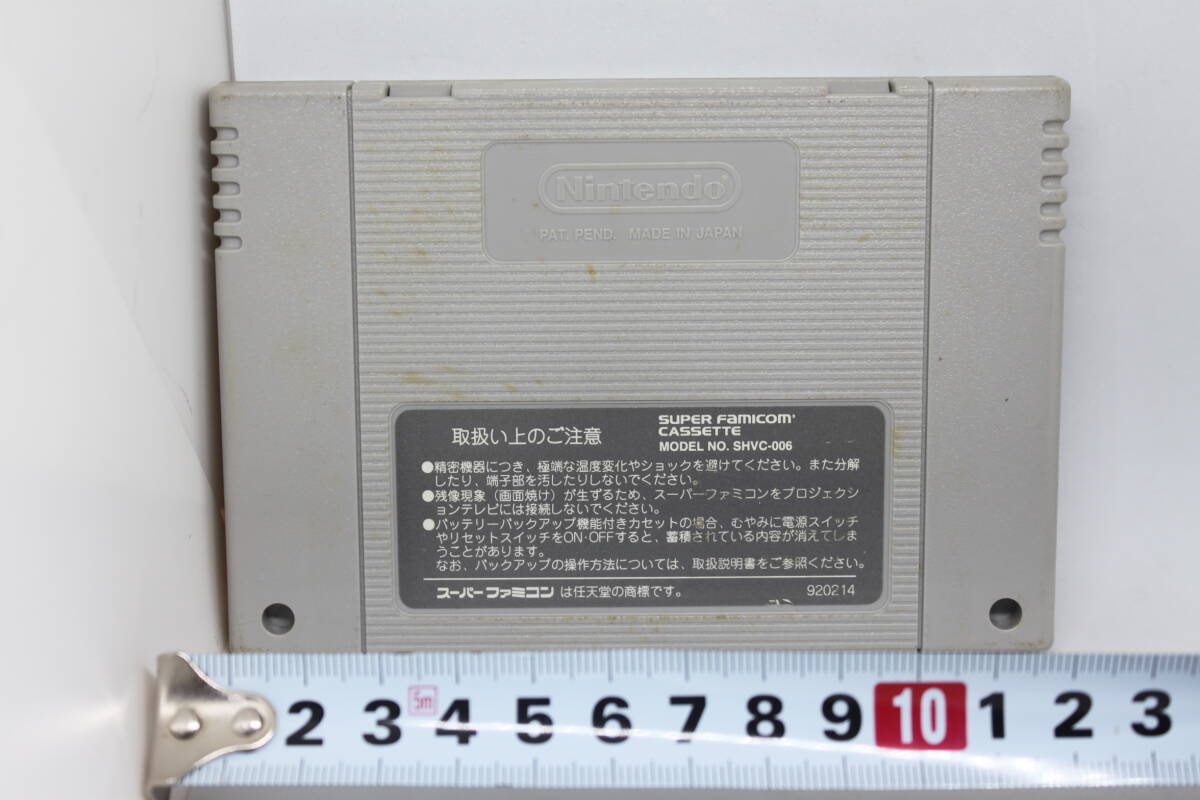 Nintendo®
PAT. PEND. MADE IN JAPAN
取扱い上のご注意
SUPER FAMICOM®
CASSETTE
MODEL NO. SHVC-006
●精密機器につき、極端な温度変化やショックを避けてください。また分解
したり、端子部を汚したりしないでください。
●残像現象（画面焼け）が生ずるため、スーパーファミコンをプロジェクシ
ョンテレビには接続しないでください。
●バッテリーバックアップ機能付きカセットの場合、むやみに電源スイッチ
やリセットスイッチをON·OFFすると、蓄積されている内容が消えてしま
うことがあります。
なお、バックアップの操作方法については、取扱説明書をご参照ください。
スーパーファミコン は任天堂の商標です。
920214
2 3 5m 4 5 6 7 8 9 10 1 2 3